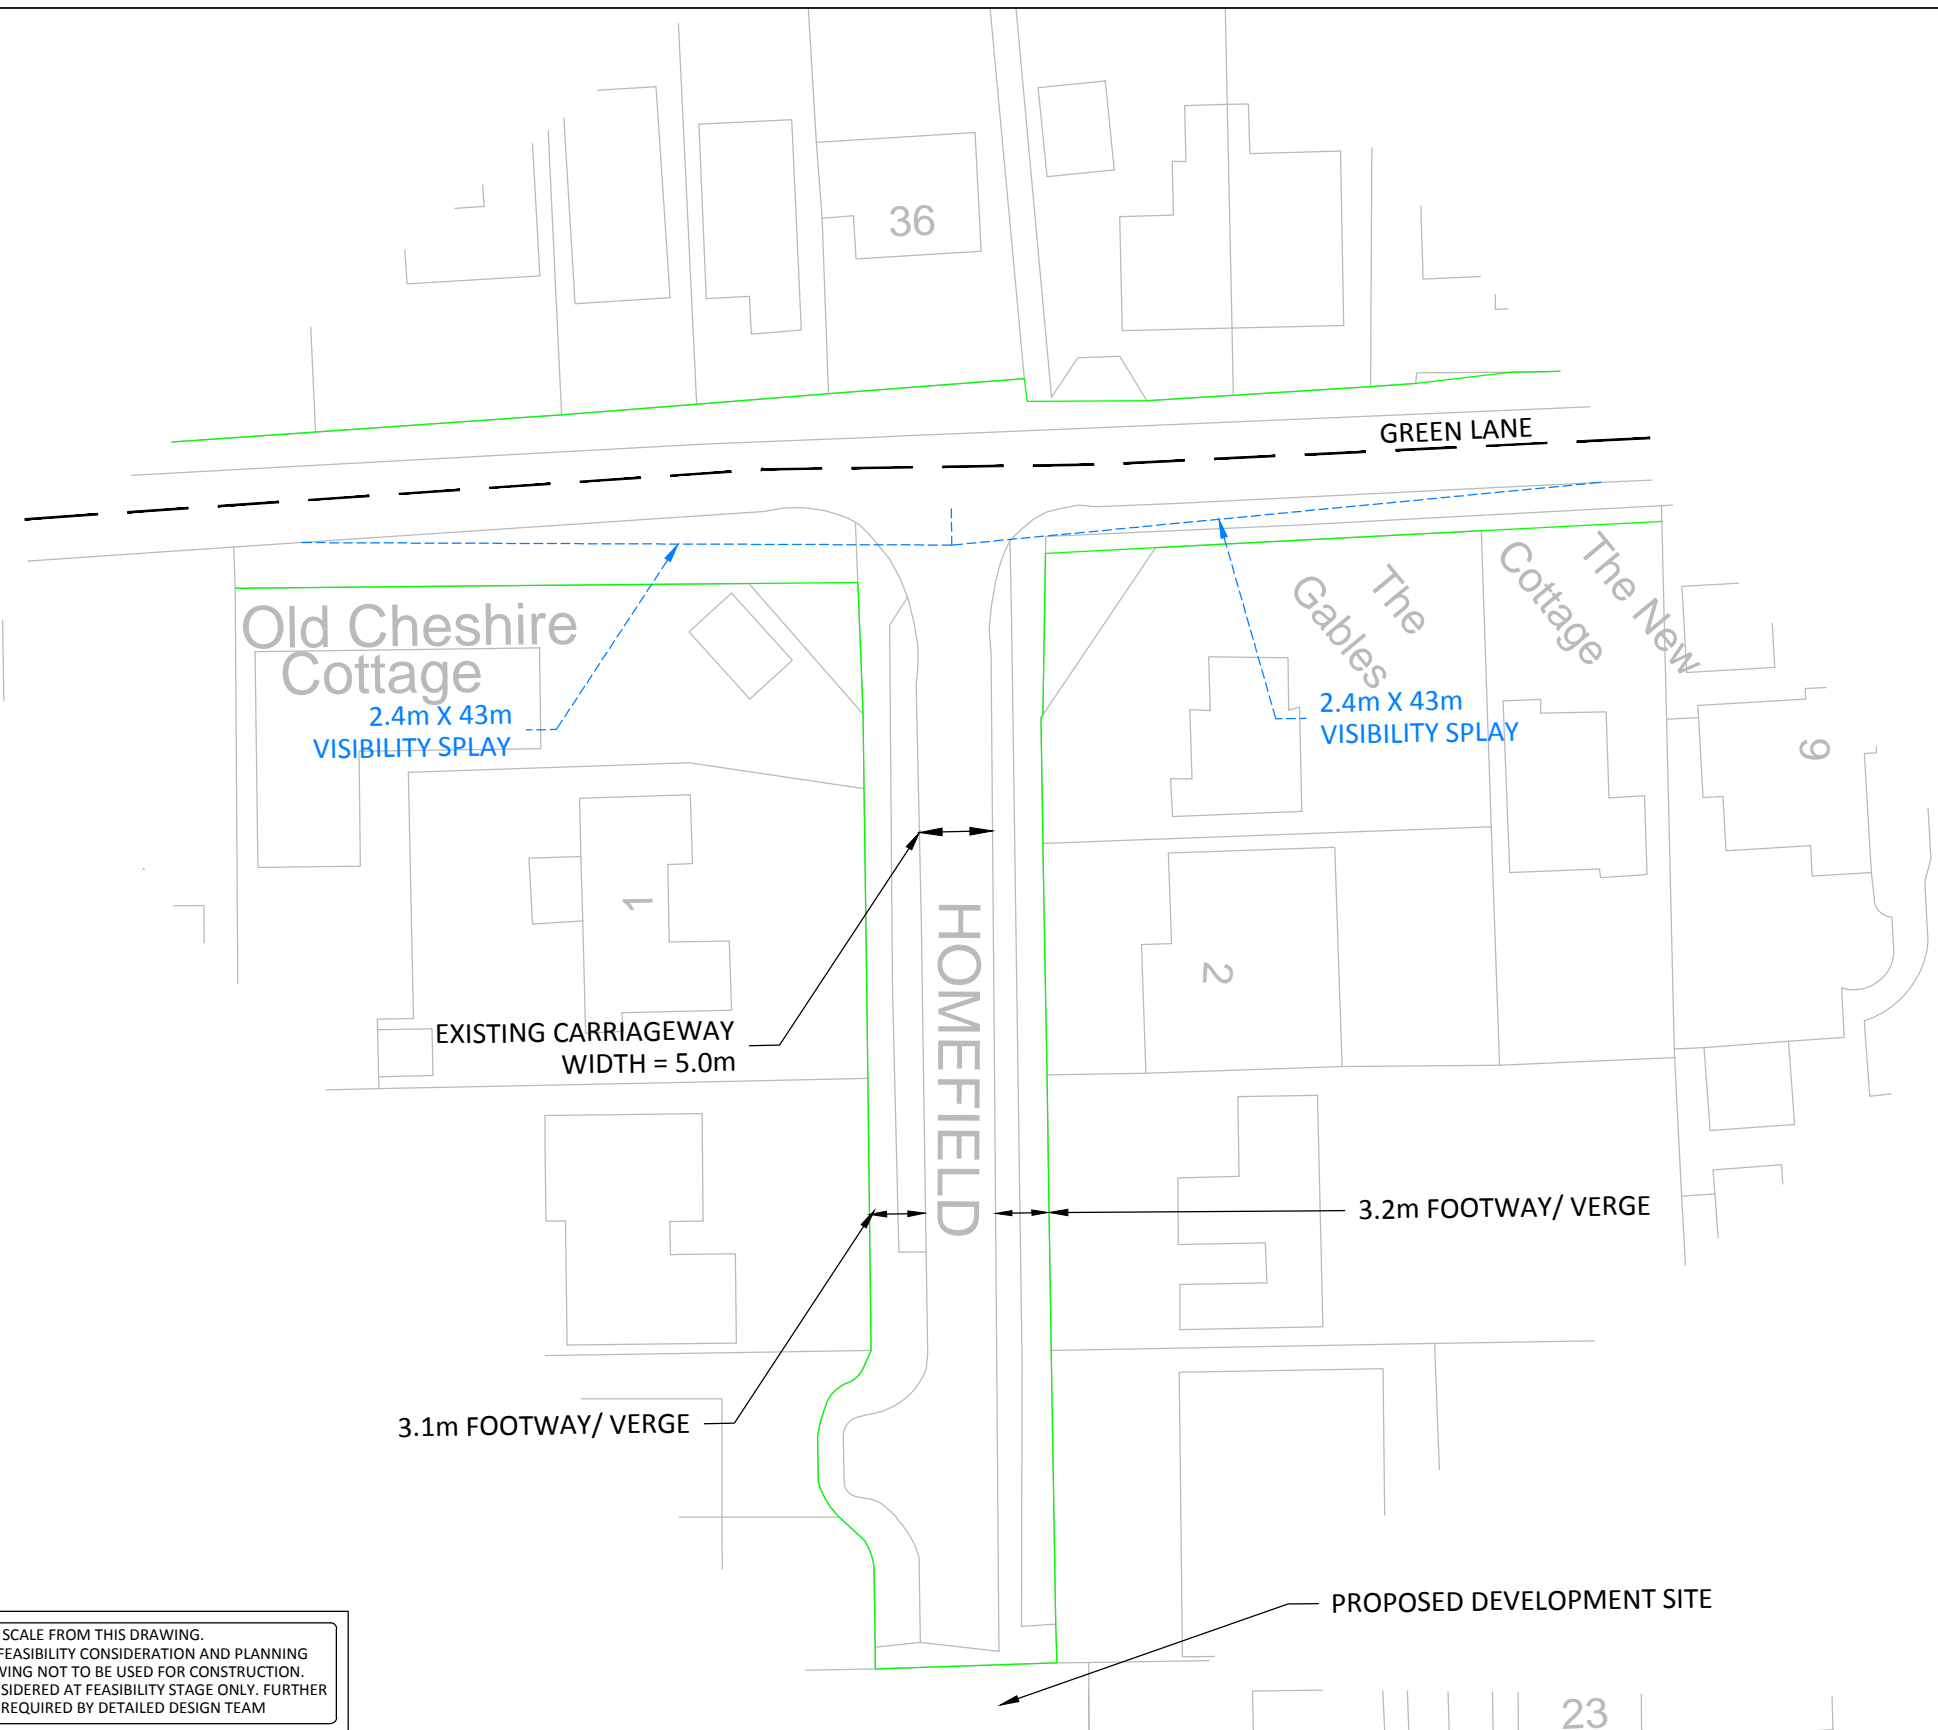 36
GREEN LANE
Old Cheshire
Cottage
The
Gables
The New
Cottage
2.4m X 43m
VISIBILITY SPLAY
2.4m X 43m
VISIBILITY SPLAY
9
1
2
HOMEFIELD
EXISTING CARRIAGEWAY
WIDTH = 5.0m
3.2m FOOTWAY/ VERGE
3.1m FOOTWAY/ VERGE
PROPOSED DEVELOPMENT SITE
SCALE FROM THIS DRAWING.
FEASIBILITY CONSIDERATION AND PLANNING
WING NOT TO BE USED FOR CONSTRUCTION.
SIDERED AT FEASIBILITY STAGE ONLY. FURTHER
REQUIRED BY DETAILED DESIGN TEAM
23